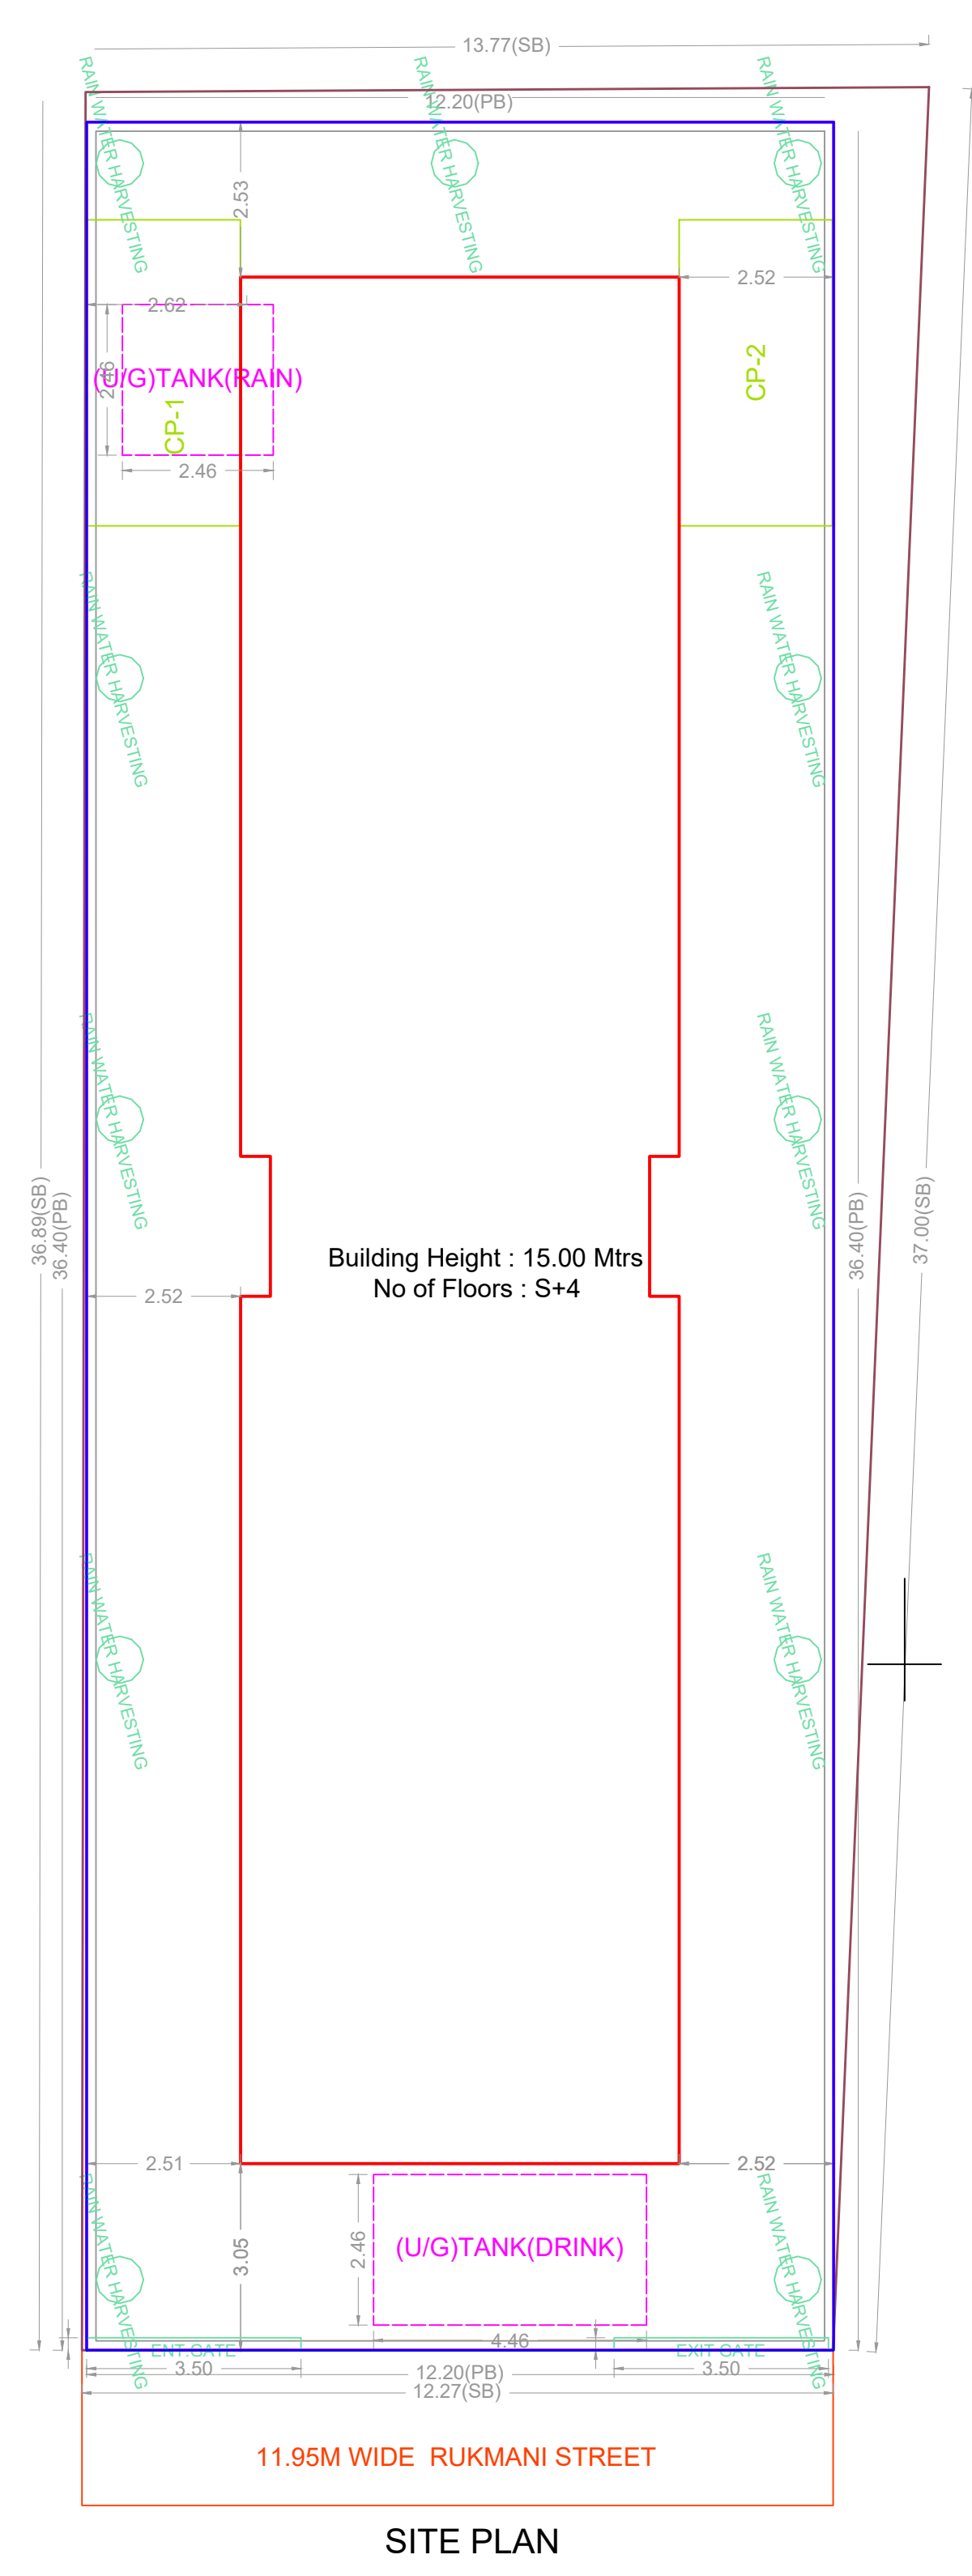 13.77(SB)
12.20(PB)
RAIN WATER HARVESTING
RAIN WATER HARVESTING
RAIN WATER HARVESTING
2.53
2.52
2.62
2.46
(U/G)TANK(RAIN)
CP-1
CP-2
2.46
RAIN WATER HARVESTING
RAIN WATER HARVESTING
RAIN WATER HARVESTING
RAIN WATER HARVESTING
36.89(SB)
36.40(PB)
36.40(PB)
37.00(SB)
Building Height : 15.00 Mtrs
No of Floors : S+4
2.52
RAIN WATER HARVESTING
RAIN WATER HARVESTING
2.51
2.52
RAIN WATER HARVESTING
RAIN WATER HARVESTING
3.05
2.46
(U/G)TANK(DRINK)
4.46
ENT.GATE
EXIT GATE
3.50
12.20(PB)
3.50
12.27(SB)
11.95M WIDE RUKMANI STREET
SITE PLAN